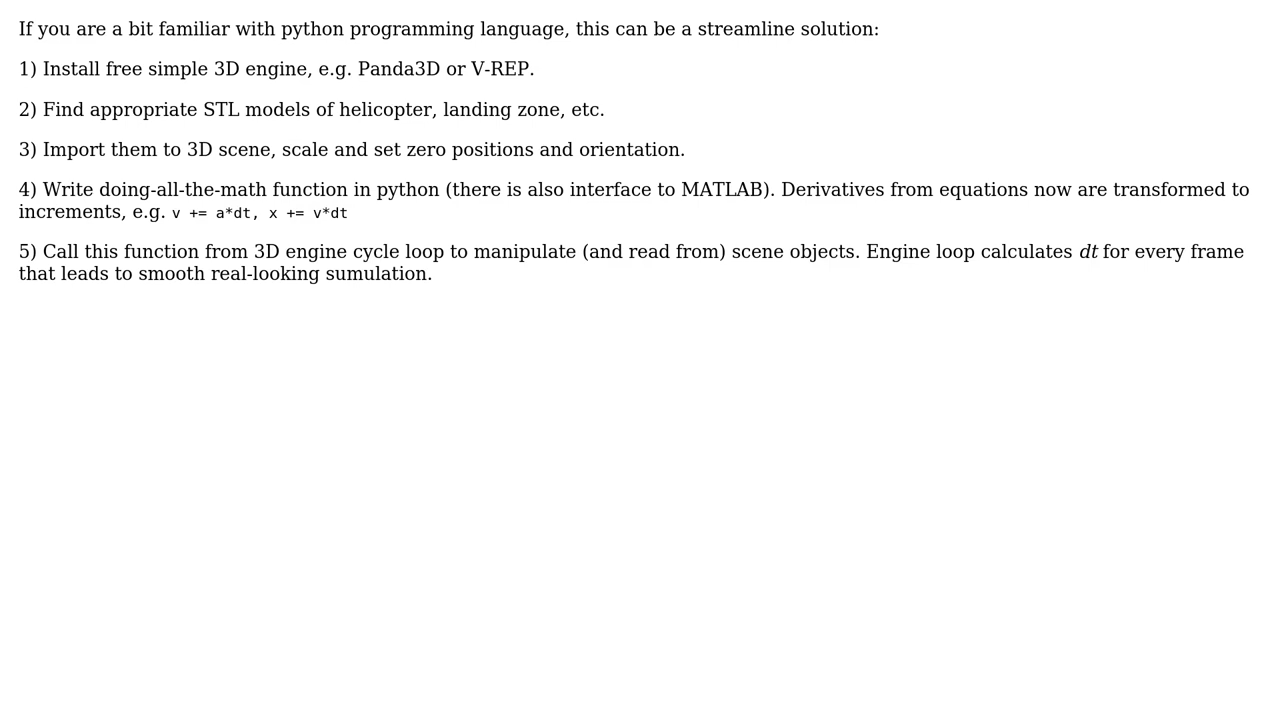 If you are a bit familiar with python programming language, this can be a streamline solution:
1) Install free simple 3D engine, e.g. Panda3D or V-REP.
2) Find appropriate STL models of helicopter, landing zone, etc.
3) Import them to 3D scene, scale and set zero positions and orientation.
4) Write doing-all-the-math function in python (there is also interface to MATLAB). Derivatives from equations now are transformed to
increments, e.g. v += a*dt, x += v*dt
5) Call this function from 3D engine cycle loop to manipulate (and read from) scene objects. Engine loop calculates dt for every frame
that leads to smooth real-looking sumulation.